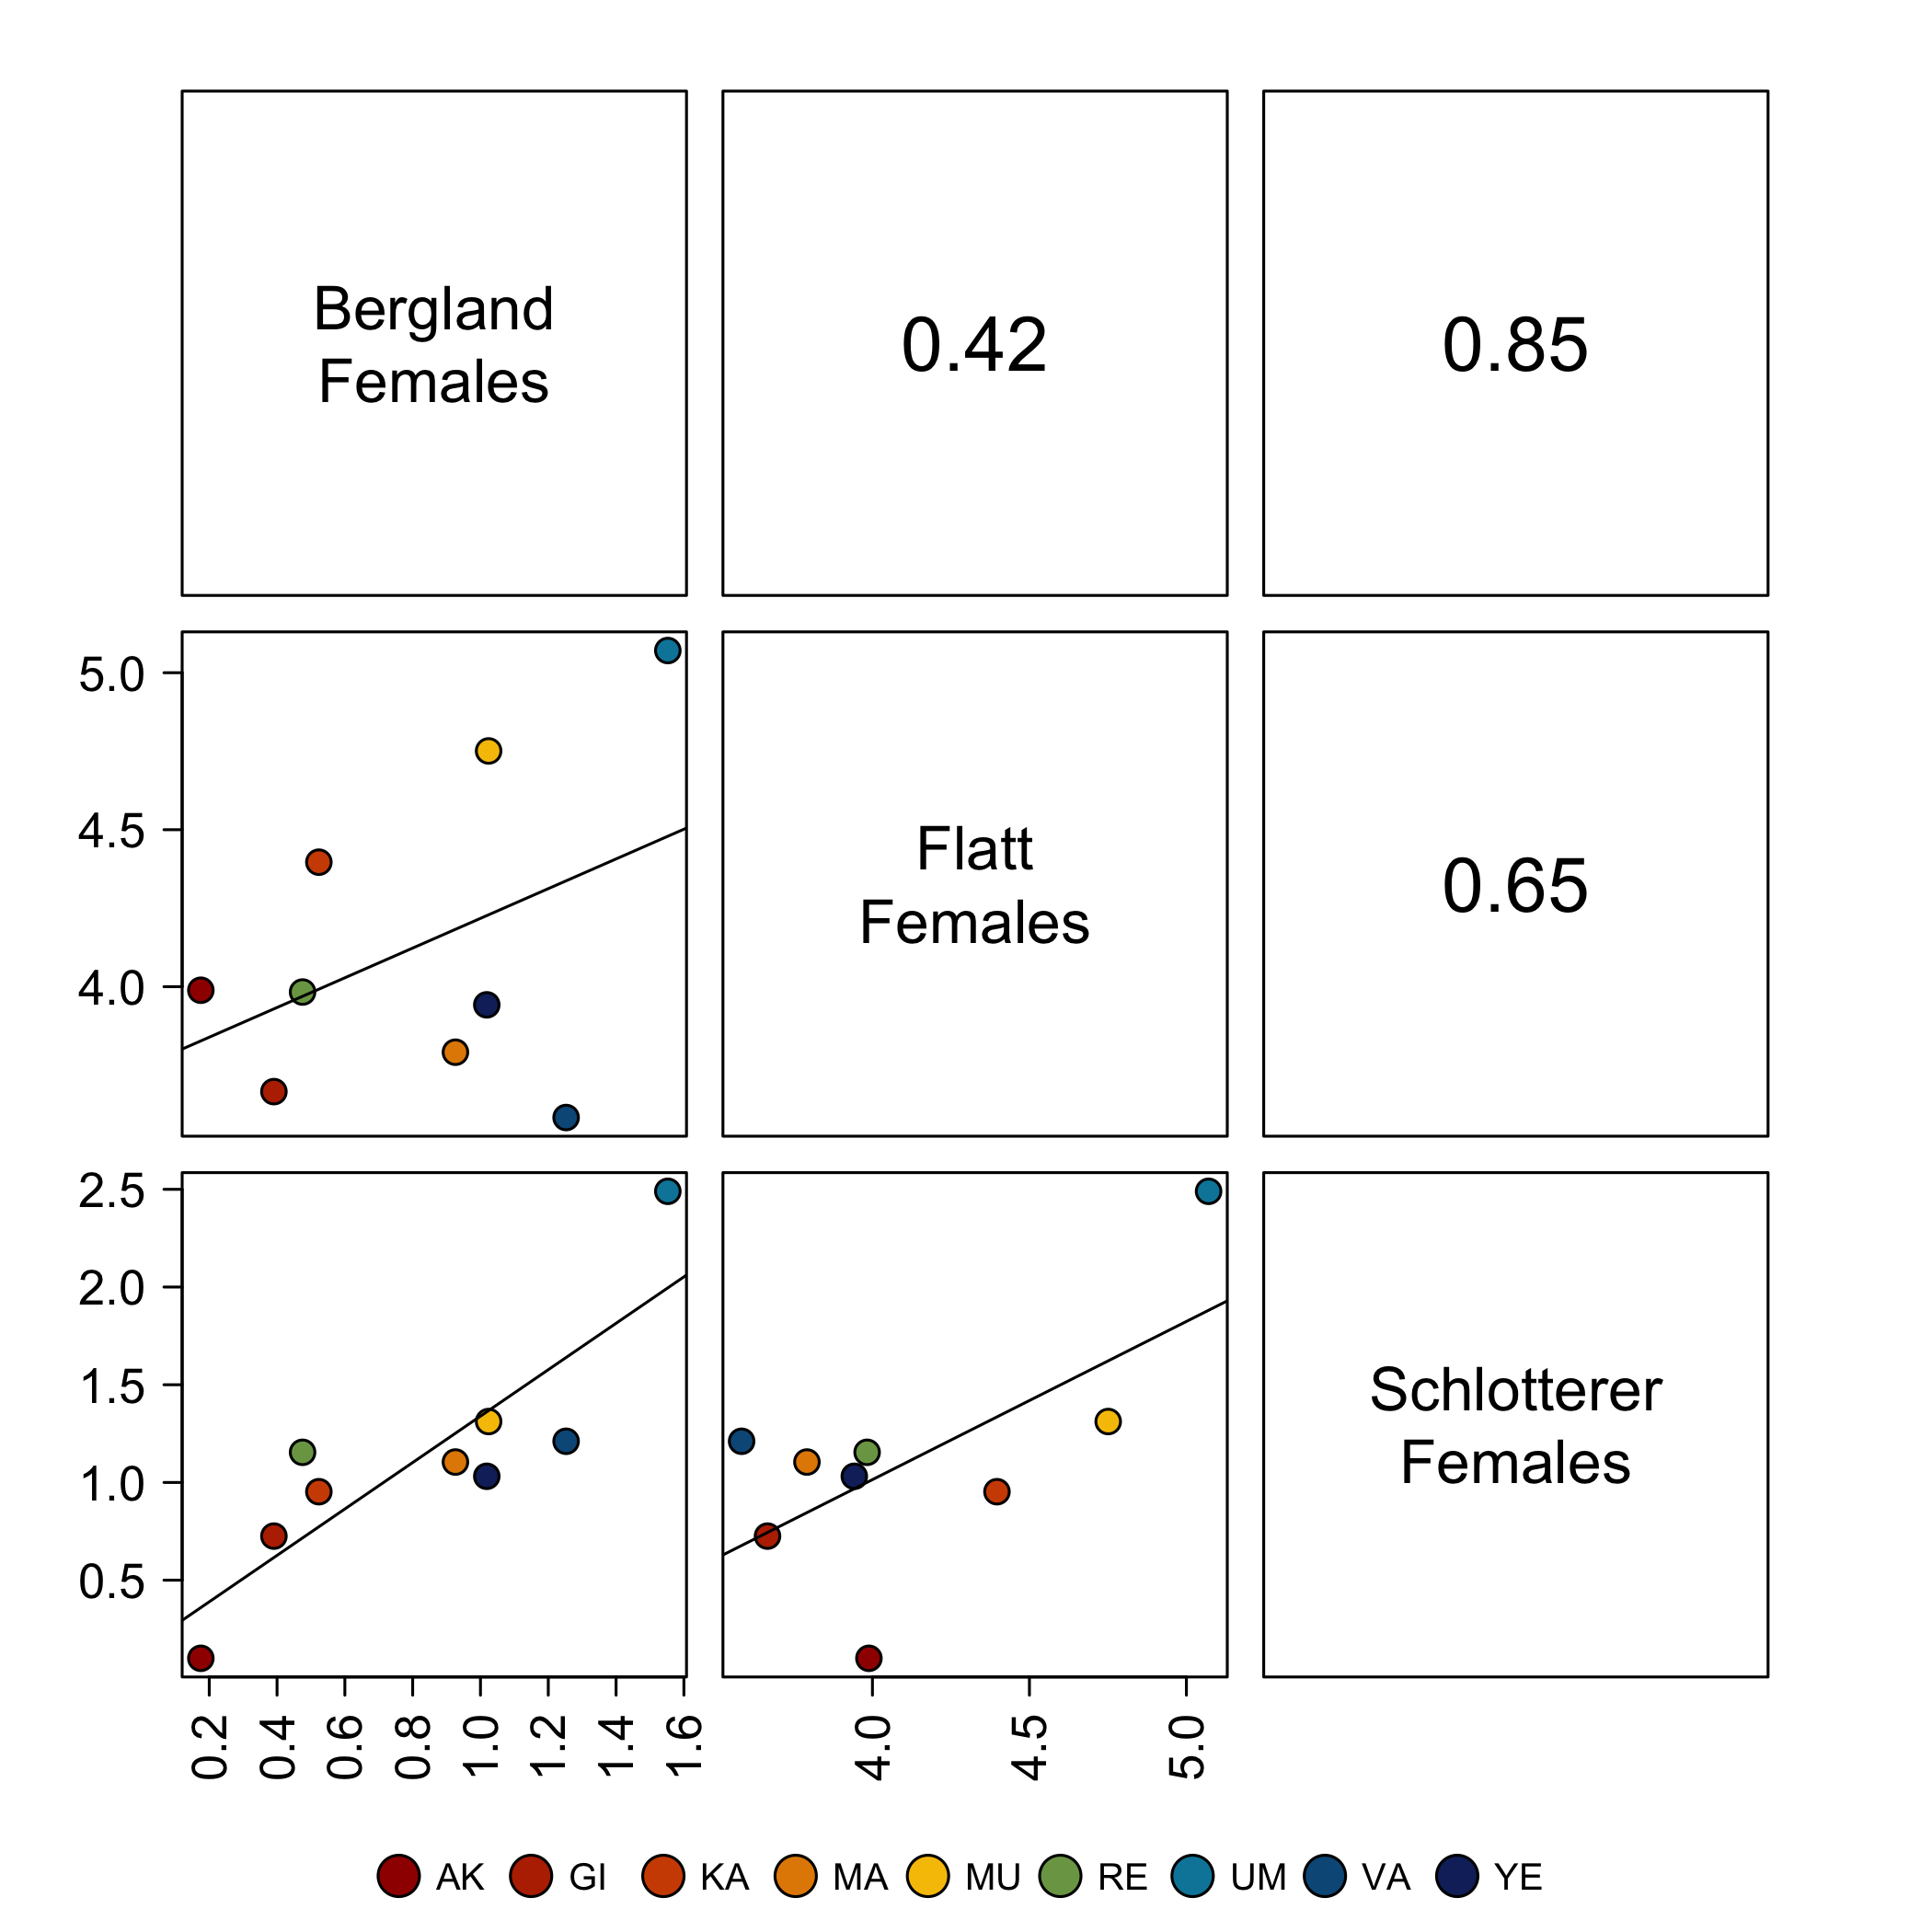 Bergland
Females
0.42
0.85
5.0
4.5
4.0
Flatt
Females
0.65
2.5
2.0
1.5
1.0
0.5
Schlotterer
Females
0.2 0.4 0.6 0.8 1.0 1.2 1.4 1.6
4.0 4.5 5.0
AK GI KA MA MU RE UM VA YE